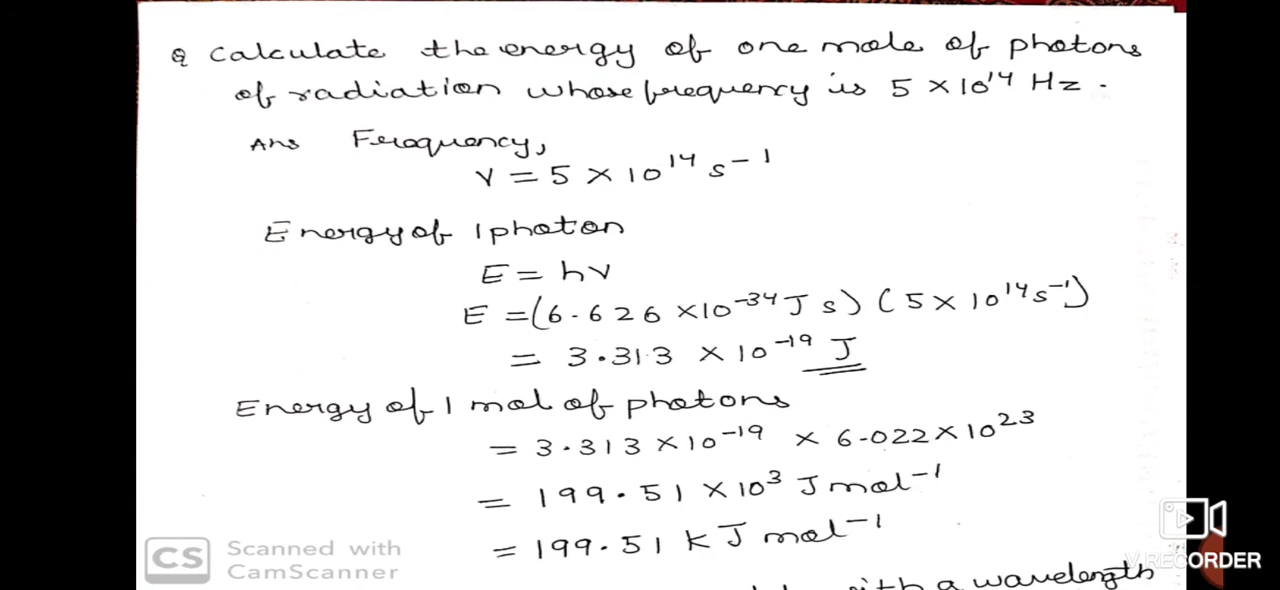 Q Calculate the energy of one mole of photons
of radiation whose frequency is 5 × 10¹⁴ Hz.
Ans Frequency,
ν = 5 × 10¹⁴ s⁻¹
Energy of 1 photon
E = hν
E = (6.626 × 10⁻³⁴ J s) (5 × 10¹⁴ s⁻¹)
= 3.313 × 10⁻¹⁹ J
Energy of 1 mol of photons
= 3.313 × 10⁻¹⁹ × 6.022 × 10²³
= 199.51 × 10³ J mol⁻¹
= 199.51 kJ mol⁻¹
CS Scanned with
CamScanner
V RECORDER
with a wavelength